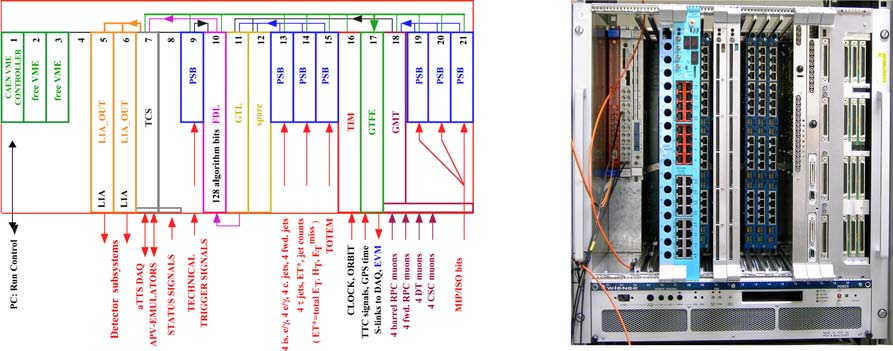 CAEN VME CONTROLLER
1
free VME
2
free VME
3
4
L1A_OUT
5
L1A
L1A_OUT
6
L1A
TCS
7
8
PSB
9
128 algorithm bits
FDL
10
GTL
11
spare
12
PSB
13
PSB
14
PSB
15
TIM
16
GTFE
17
GMT
18
PSB
19
PSB
20
PSB
21
PC: Run Control
Detector subsystems
aTTS DAQ
APV-EMULATORS
STATUS SIGNALS
TECHNICAL
TRIGGER SIGNALS
4 is. e/γ, 4 e/γ, 4 c. jets, 4 fwd. jets
4 τ jets, ET*, jet counts
( ET*=total ET, HT, ET miss )
TOTEM
CLOCK, ORBIT
TTC signals, GPS time
S-links to DAQ, EVM
4 barrel RPC muons
4 fwd. RPC muons
4 DT muons
4 CSC muons
MIP/ISO bits
WIENER